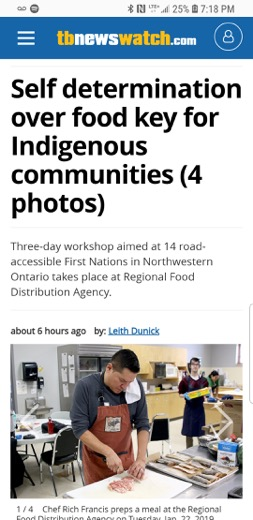 25% 7:18 PM
tbnewswatch.com
Self determination
over food key for
Indigenous
communities (4
photos)
Three-day workshop aimed at 14 road-
accessible First Nations in Northwestern
Ontario takes place at Regional Food
Distribution Agency.
about 6 hours ago by: Leith Dunick
1 / 4 Chef Rich Francis preps a meal at the Regional
Food Distribution Agency on Tuesday, Jan. 22, 2019.